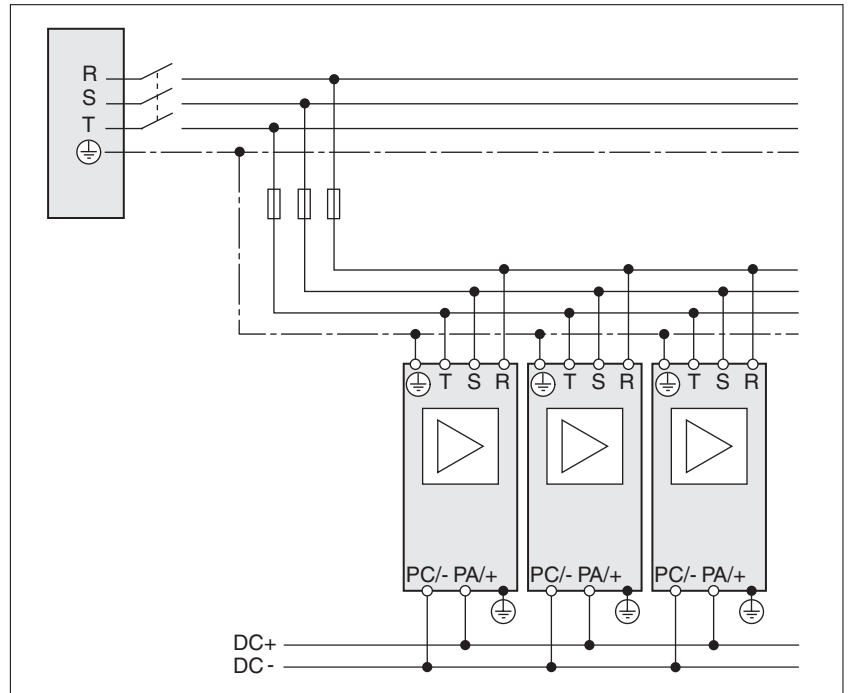 R
S
T
T S R T S R T S R
PC/- PA/+ PC/- PA/+ PC/- PA/+
DC+
DC -